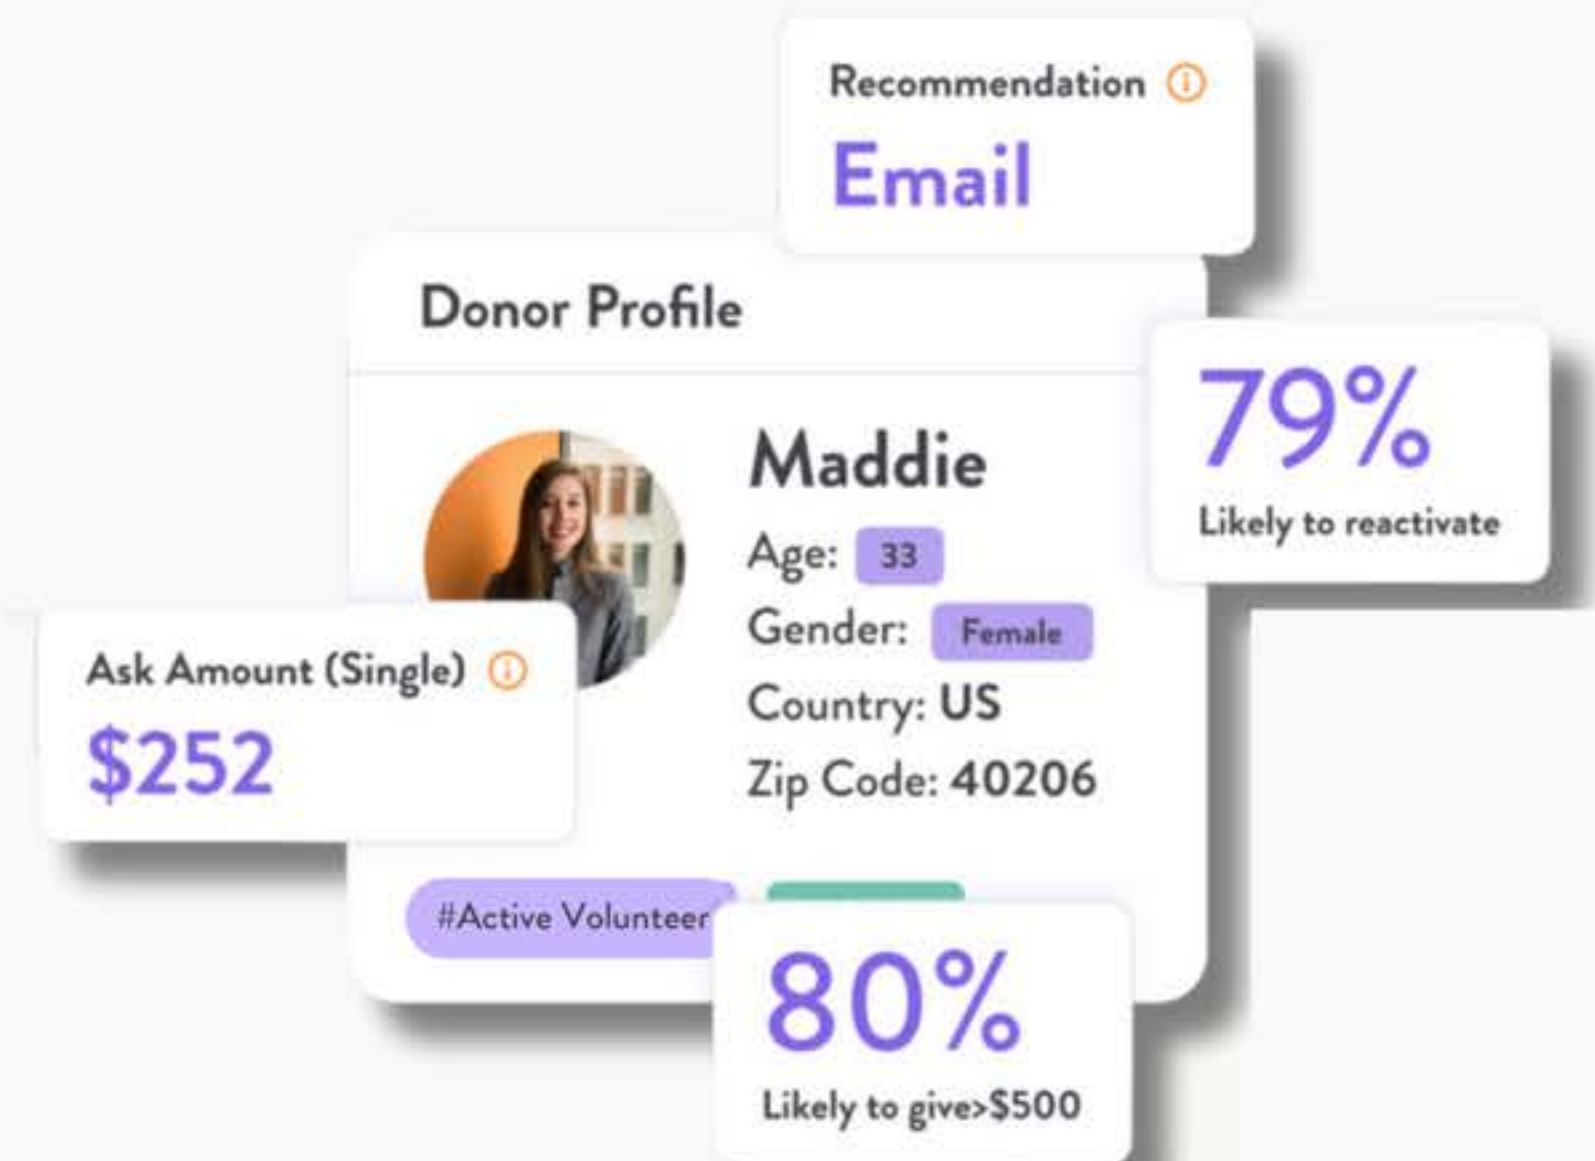 Recommendation
Email
Donor Profile
79%
Likely to reactivate
Maddie
Age: 33
Gender: Female
Country: US
Zip Code: 40206
Ask Amount (Single)
$252
#Active Volunteer
80%
Likely to give>$500